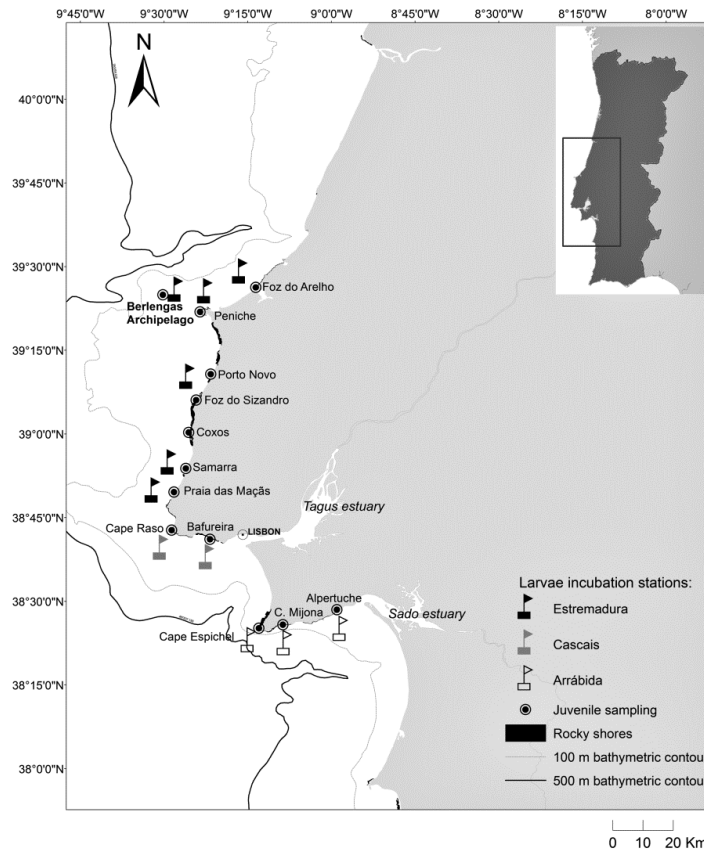 9°45'0"W 9°30'0"W 9°15'0"W 9°0'0"W 8°45'0"W 8°30'0"W 8°15'0"W 8°0'0"W
N
40°0'0"N
39°45'0"N
39°30'0"N
Foz do Arelho
Berlengas
Archipelago
Peniche
39°15'0"N
Porto Novo
Foz do Sizandro
39°0'0"N
Coxos
Samarra
Praia das Maçãs
Tagus estuary
38°45'0"N
Cape Raso
Bafureira
LISBON
Larvae incubation stations:
Alpertuche
38°30'0"N
Estremadura
C. Mijona
Sado estuary
Cape Espichel
Cascais
38°15'0"N
Arrábida
Juvenile sampling
Rocky shores
38°0'0"N
100 m bathymetric contou
500 m bathymetric contou
0 10 20 Km